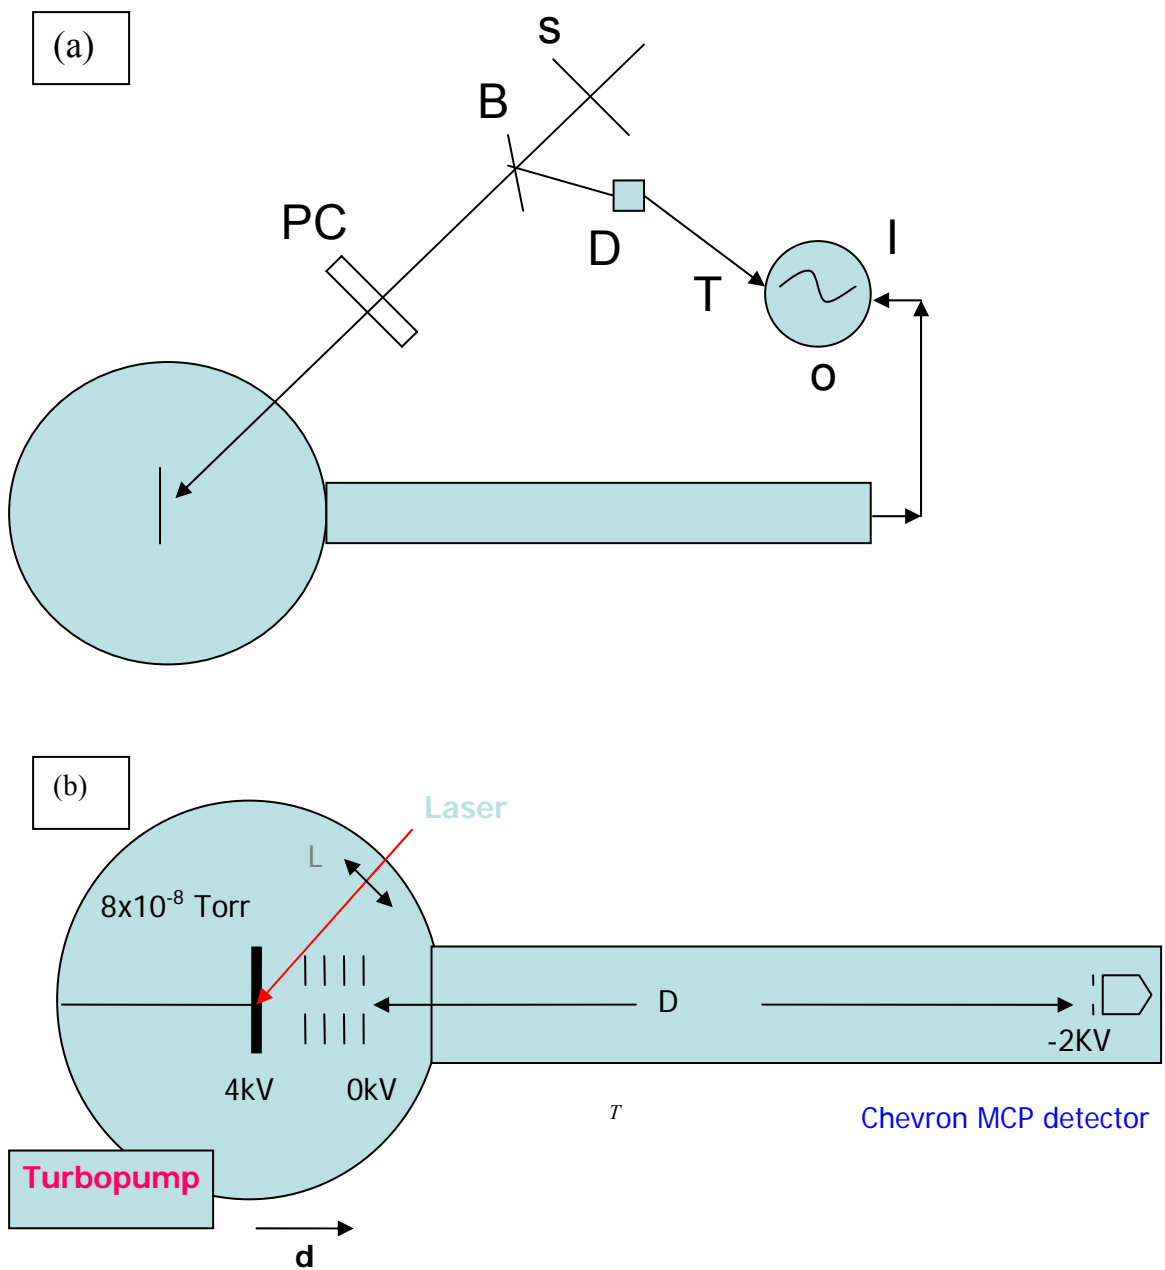 (a)
S
B
PC
D
T
I
O
(b)
Laser
L
8x10⁻⁸ Torr
D
-2KV
4kV
0kV
T
Chevron MCP detector
Turbopump
d